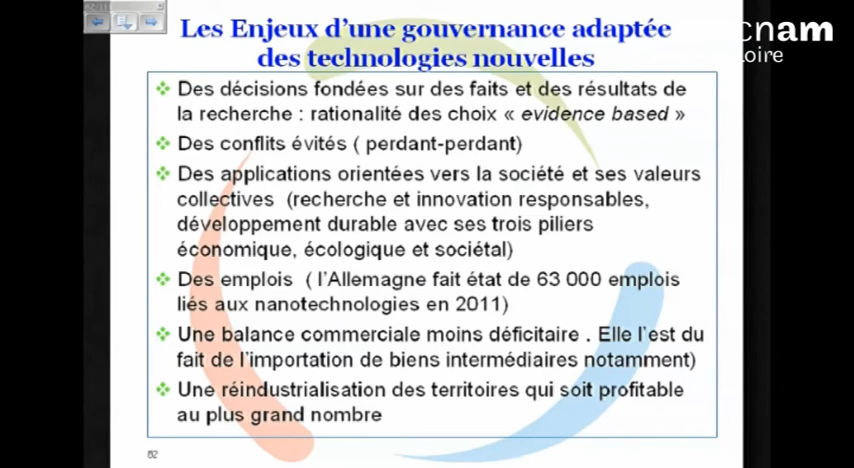 Les Enjeux d'une gouvernance adaptée
des technologies nouvelles
cnam
loire
Des décisions fondées sur des faits et des résultats de
la recherche : rationalité des choix « evidence based »
Des conflits évités ( perdant-perdant)
Des applications orientées vers la société et ses valeurs
collectives (recherche et innovation responsables,
développement durable avec ses trois piliers
économique, écologique et sociétal)
Des emplois ( l'Allemagne fait état de 63 000 emplois
liés aux nanotechnologies en 2011)
Une balance commerciale moins déficitaire . Elle l'est du
fait de l'importation de biens intermédiaires notamment)
Une réindustrialisation des territoires qui soit profitable
au plus grand nombre